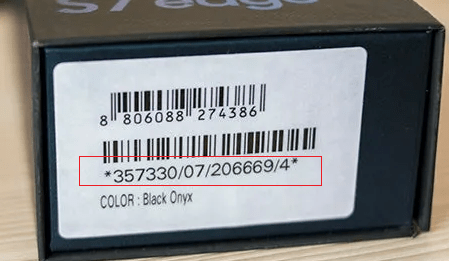 S7 edge
8 806088 274386
*357330/07/206669/4*
COLOR : Black Onyx